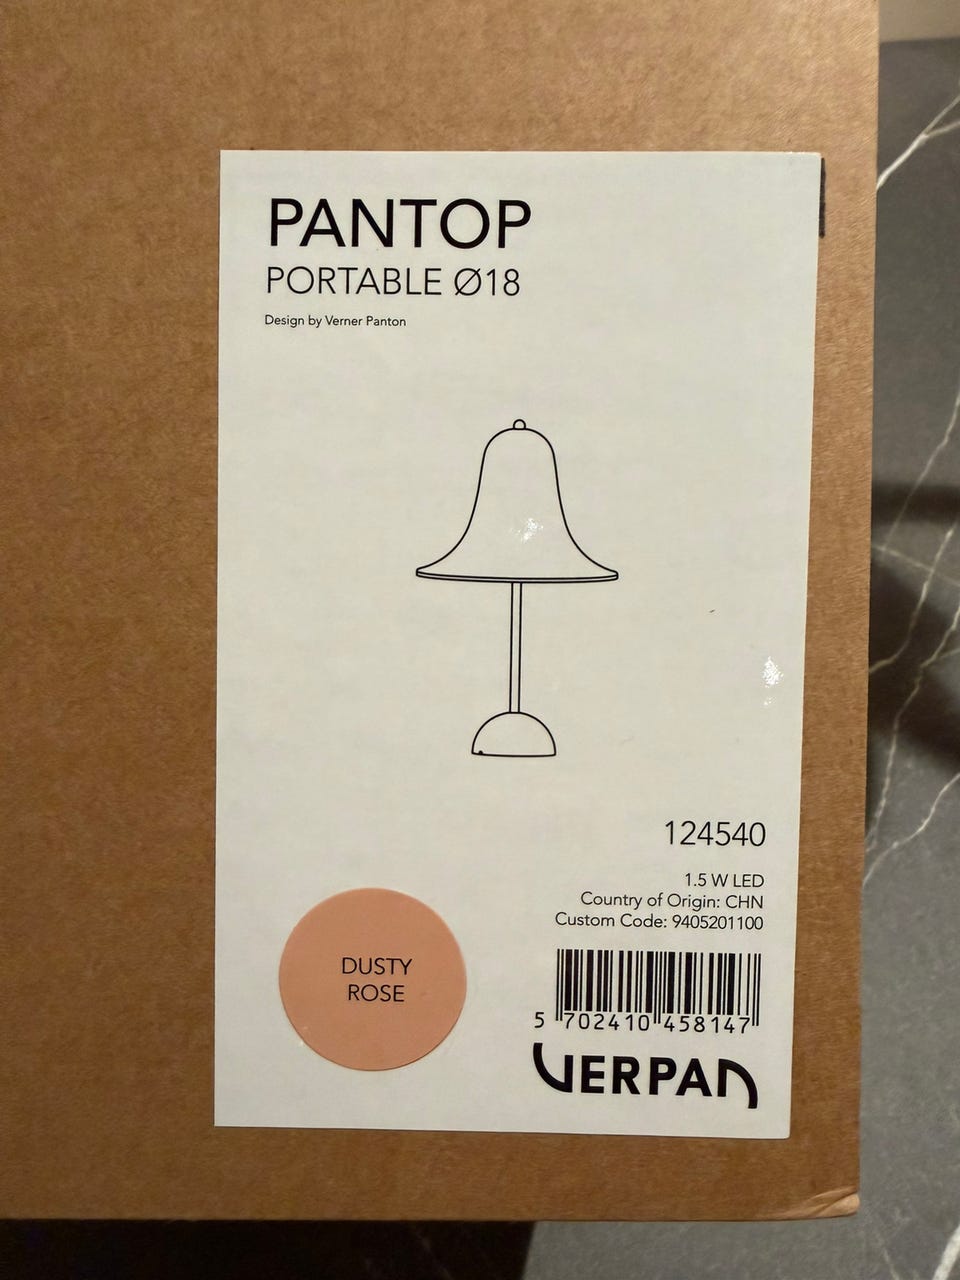 PANTOP
PORTABLE Ø18
Design by Verner Panton
124540
1.5 W LED
Country of Origin: CHN
Custom Code: 9405201100
DUSTY
ROSE
5 702410 458147
VERPAN